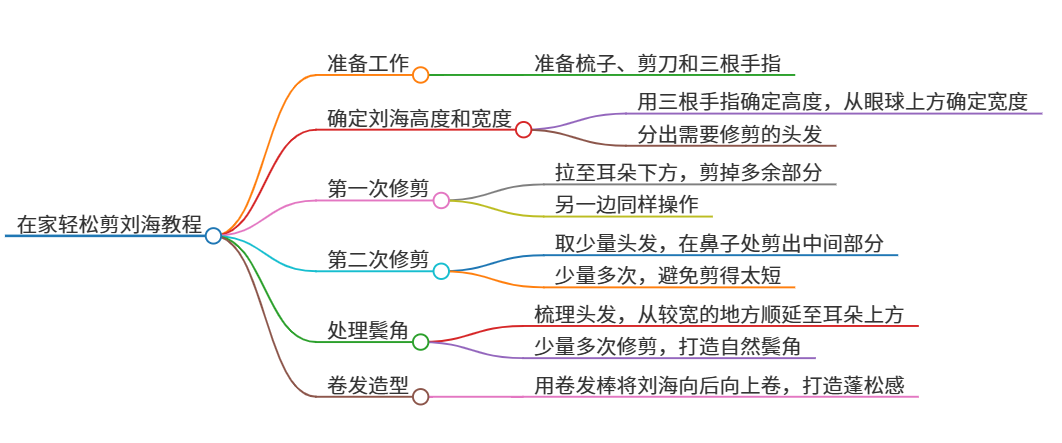 在家轻松剪刘海教程
准备工作
准备梳子、剪刀和三根手指
确定刘海高度和宽度
用三根手指确定高度，从眼球上方确定宽度
分出需要修剪的头发
第一次修剪
拉至耳朵下方，剪掉多余部分
另一边同样操作
第二次修剪
取少量头发，在鼻子处剪出中间部分
少量多次，避免剪得太短
处理鬓角
梳理头发，从较宽的地方顺延至耳朵上方
少量多次修剪，打造自然鬓角
卷发造型
用卷发棒将刘海向后向上卷，打造蓬松感